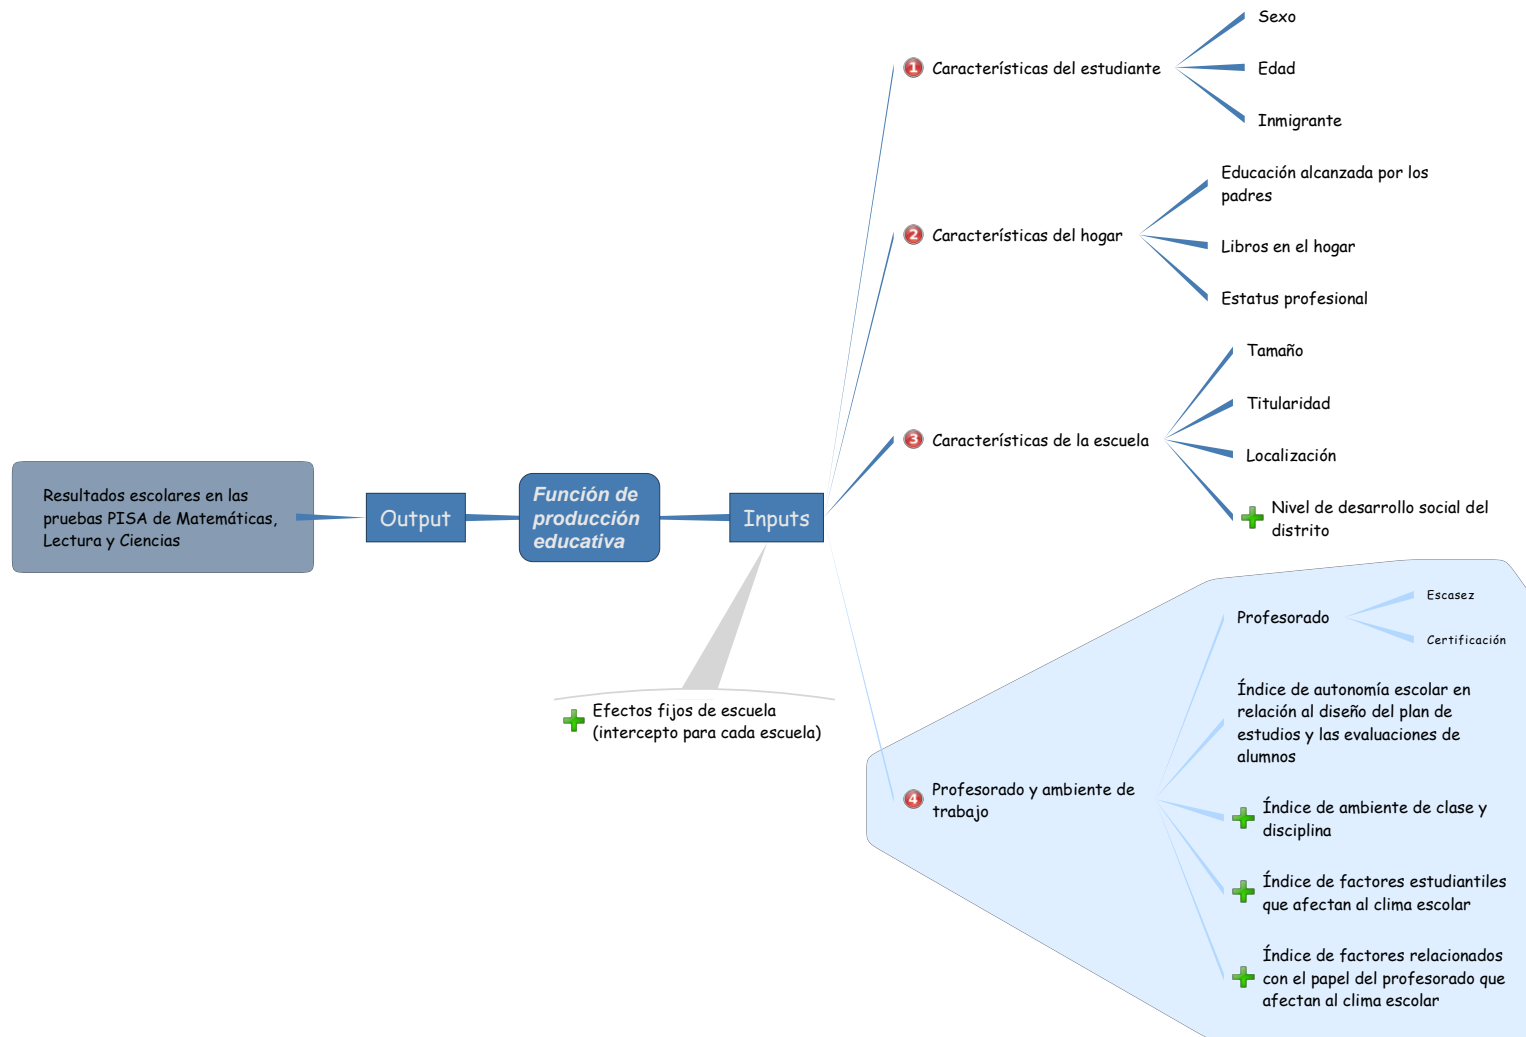 Sexo
1 Características del estudiante
Edad
Inmigrante
Educación alcanzada por los
padres
2 Características del hogar
Libros en el hogar
Estatus profesional
Tamaño
Titularidad
3 Características de la escuela
Localización
Nivel de desarrollo social del
distrito
Resultados escolares en las
pruebas PISA de Matemáticas,
Lectura y Ciencias
Output
Función de
producción
educativa
Inputs
Efectos fijos de escuela
(intercepto para cada escuela)
4 Profesorado y ambiente de
trabajo
Profesorado
Escasez
Certificación
Índice de autonomía escolar en
relación al diseño del plan de
estudios y las evaluaciones de
alumnos
Índice de ambiente de clase y
disciplina
Índice de factores estudiantiles
que afectan al clima escolar
Índice de factores relacionados
con el papel del profesorado que
afectan al clima escolar